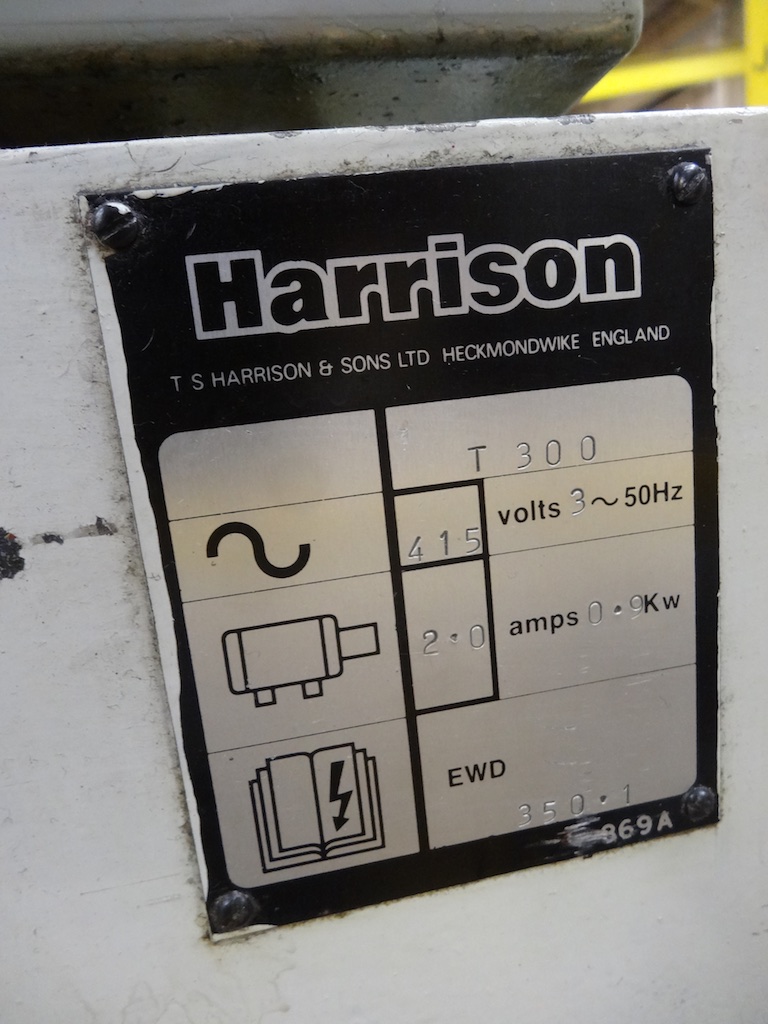 Harrison
T S HARRISON & SONS LTD HECKMONDWIKE ENGLAND
T 300
415 volts 3~50Hz
2.0 amps 0.9Kw
EWD
350.1
869A